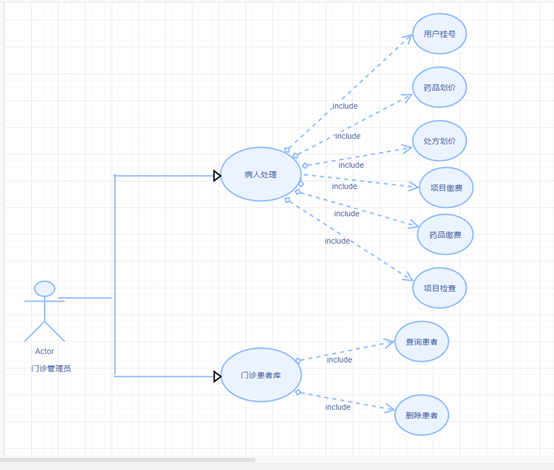 用户挂号
药品划价
include
include
处方划价
include
病人处理
include
项目缴费
include
药品缴费
include
项目检查
查询患者
Actor
include
门诊管理员
门诊患者库
include
删除患者